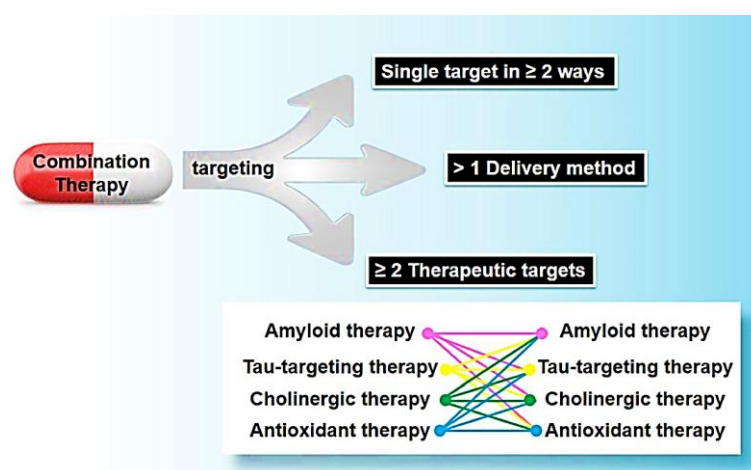 Single target in ≥ 2 ways
Combination
Therapy
targeting
> 1 Delivery method
≥ 2 Therapeutic targets
Amyloid therapy Amyloid therapy
Tau-targeting therapy Tau-targeting therapy
Cholinergic therapy Cholinergic therapy
Antioxidant therapy Antioxidant therapy